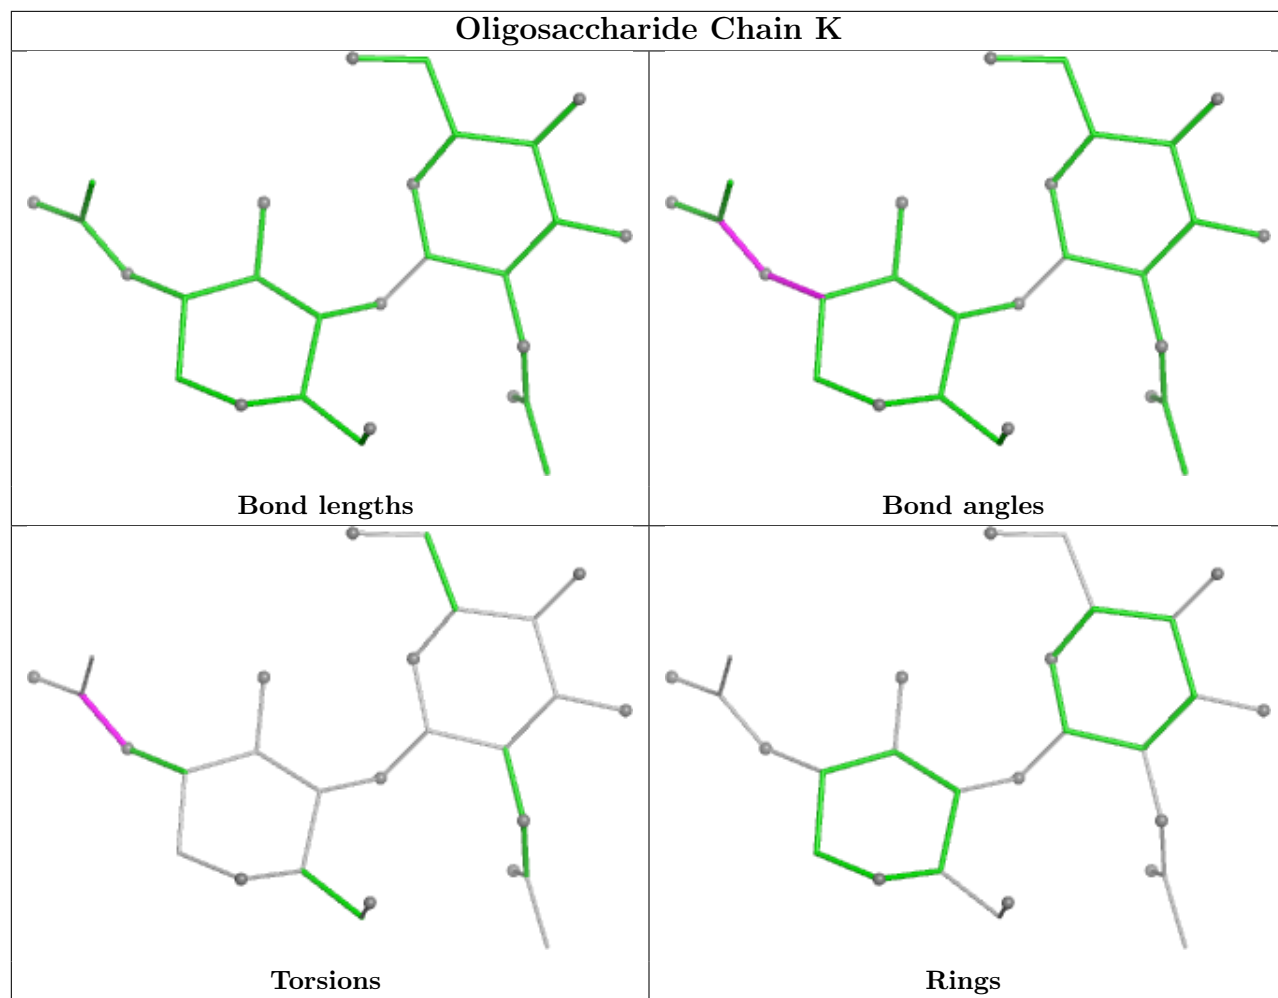 Oligosaccharide Chain K
Bond lengths
Bond angles
Torsions
Rings